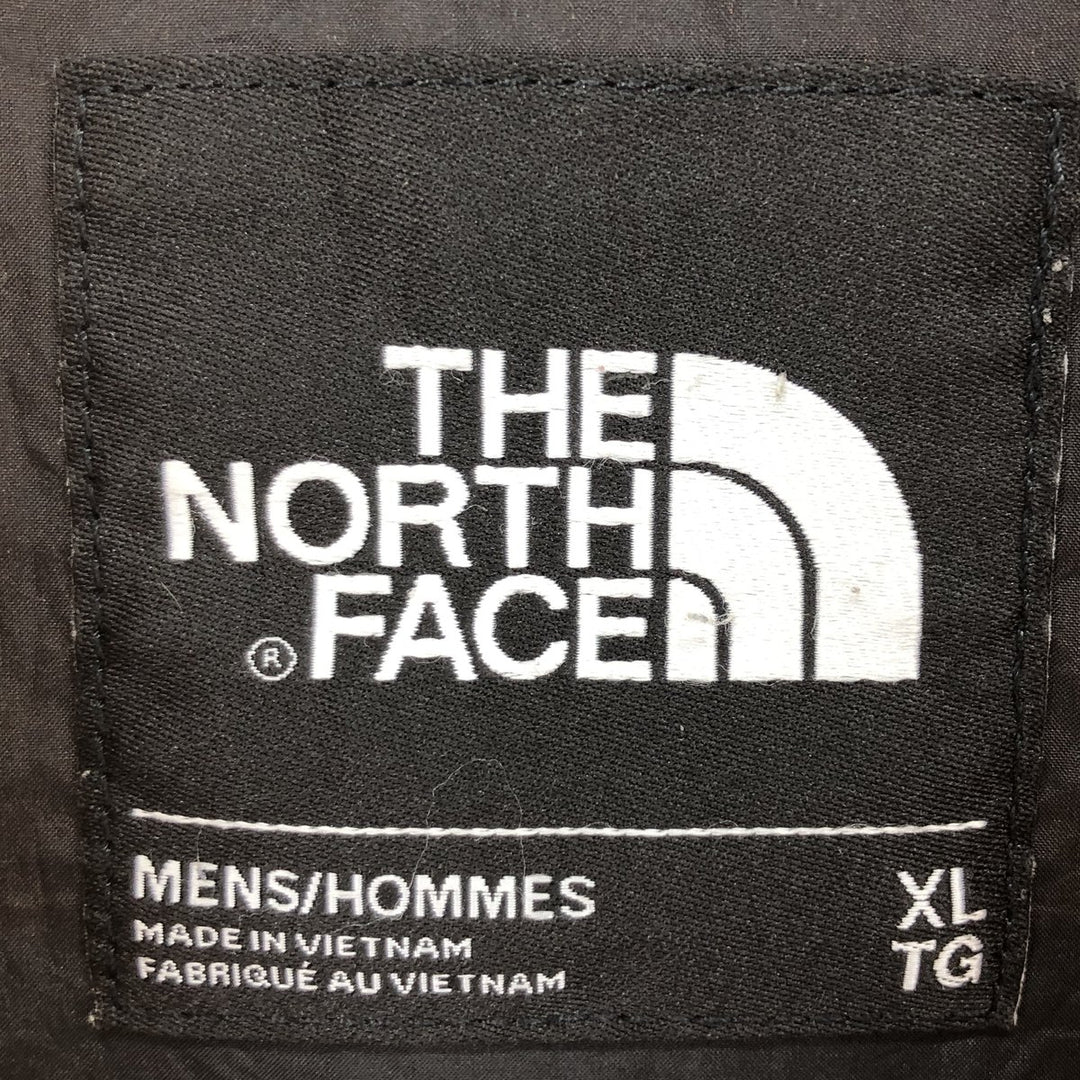 THE
NORTH
® FACE
MENS/HOMMES XL
MADE IN VIETNAM TG
FABRIQUÉ AU VIETNAM